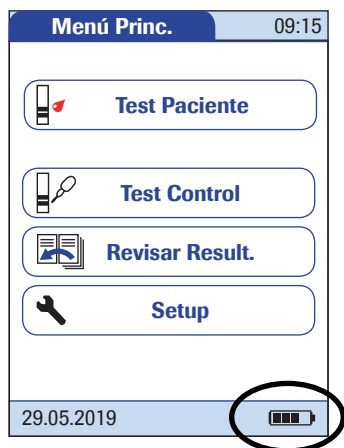 Menú Princ. 09:15
Test Paciente
Test Control
Revisar Result.
Setup
29.05.2019